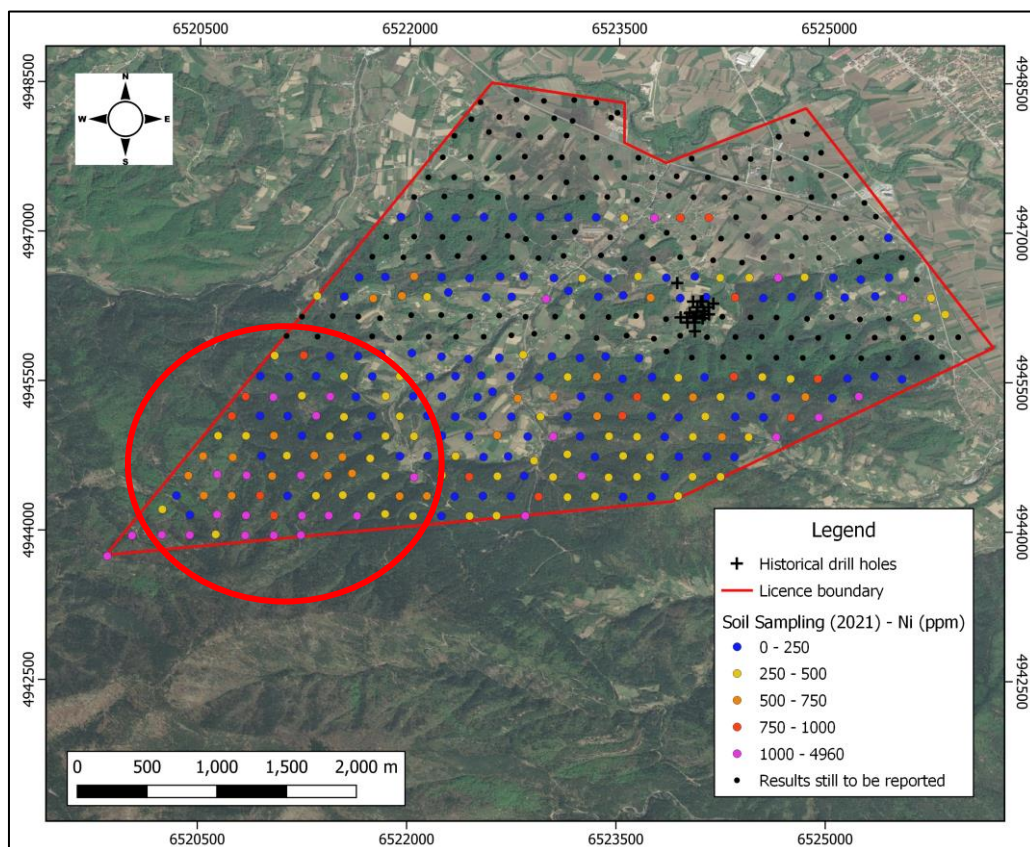 6520500 6522000 6523500 6525000
4948500 4948500
N
W E
S
4947000 4947000
4945500 4945500
4944000 4944000
Legend
Historical drill holes
Licence boundary
Soil Sampling (2021) - Ni (ppm)
0 - 250
250 - 500
500 - 750
750 - 1000
1000 - 4960
Results still to be reported
4942500 4942500
0 500 1,000 1,500 2,000 m
6520500 6522000 6523500 6525000